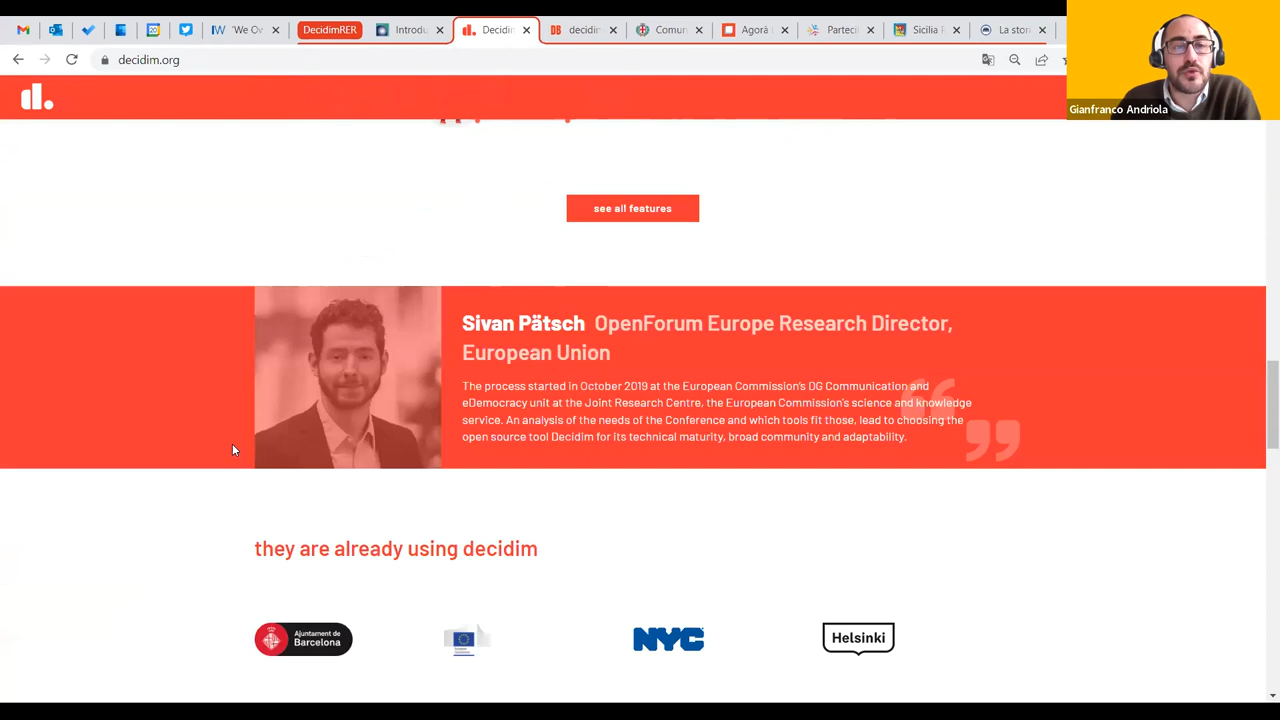 'We Ov
DecidimRER
Introdu
Decidin
decidim
Comun
Agorà L
Parteci
Sicilia P
La stori
decidim.org
d.
see all features
Sivan Pätsch OpenForum Europe Research Director,
European Union
The process started in October 2019 at the European Commission's DG Communication and
eDemocracy unit at the Joint Research Centre, the European Commission's science and knowledge
service. An analysis of the needs of the Conference and which tools fit those, lead to choosing the
open source tool Decidim for its technical maturity, broad community and adaptability.
they are already using decidim
Ajuntament de
Barcelona
NYC
Helsinki
Gianfranco Andriola